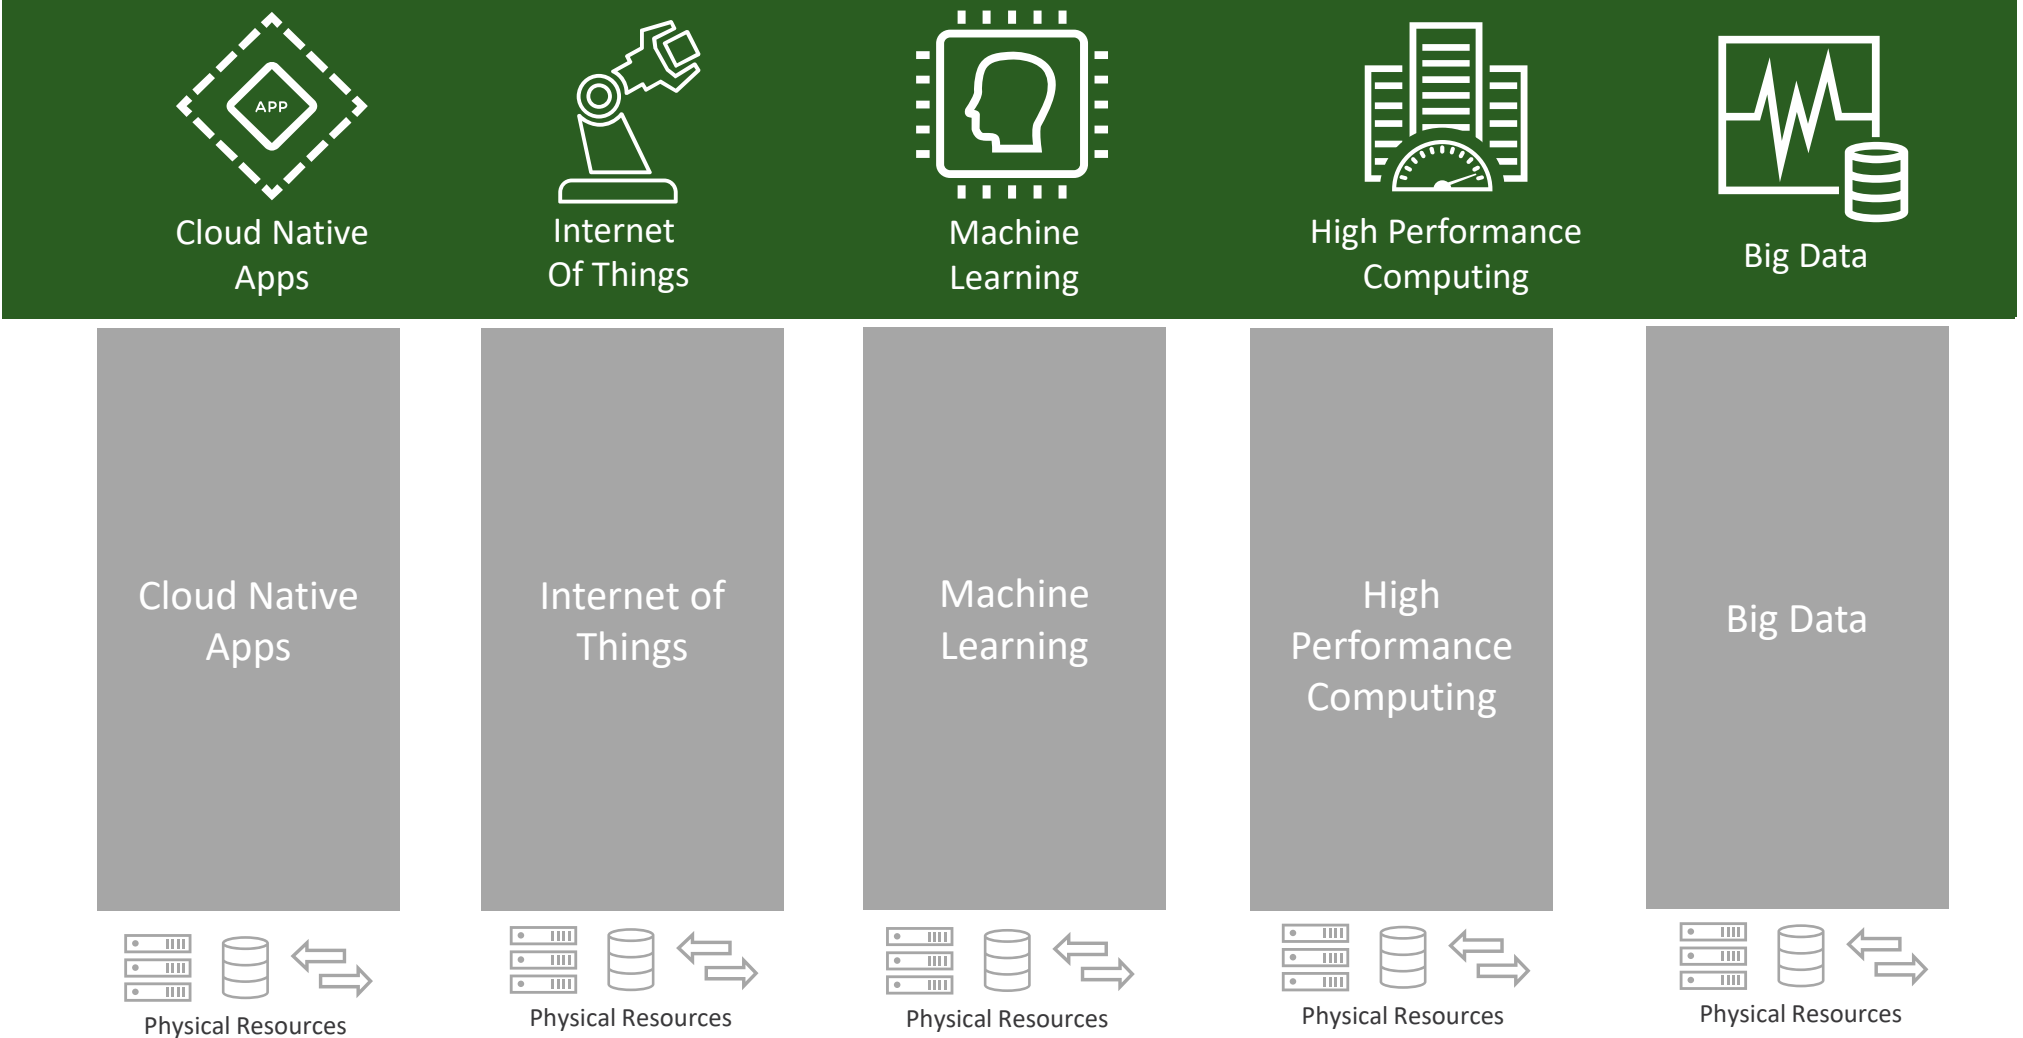 APP
Cloud Native
Apps
Internet
Of Things
Machine
Learning
High Performance
Computing
Big Data
Cloud Native
Apps
Internet of
Things
Machine
Learning
High
Performance
Computing
Big Data
Physical Resources
Physical Resources
Physical Resources
Physical Resources
Physical Resources